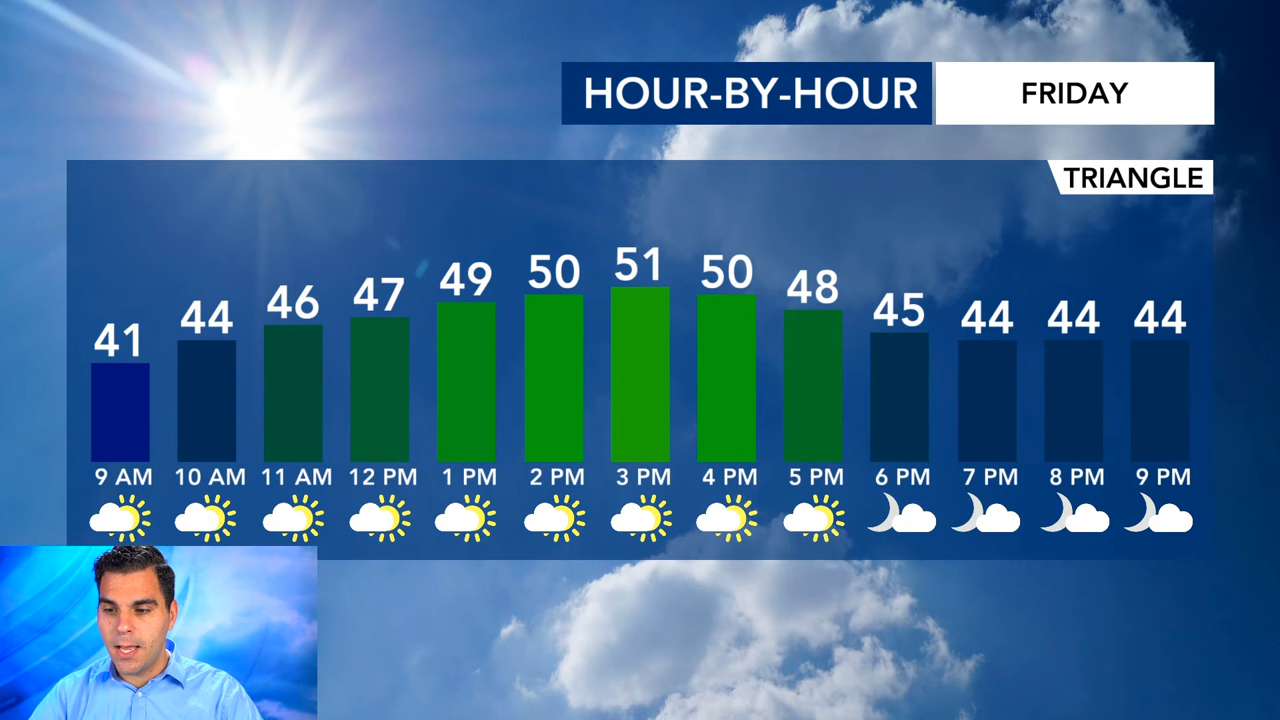 HOUR-BY-HOUR FRIDAY
TRIANGLE
41 44 46 47 49 50 51 50 48 45 44 44 44
9 AM 10 AM 11 AM 12 PM 1 PM 2 PM 3 PM 4 PM 5 PM 6 PM 7 PM 8 PM 9 PM